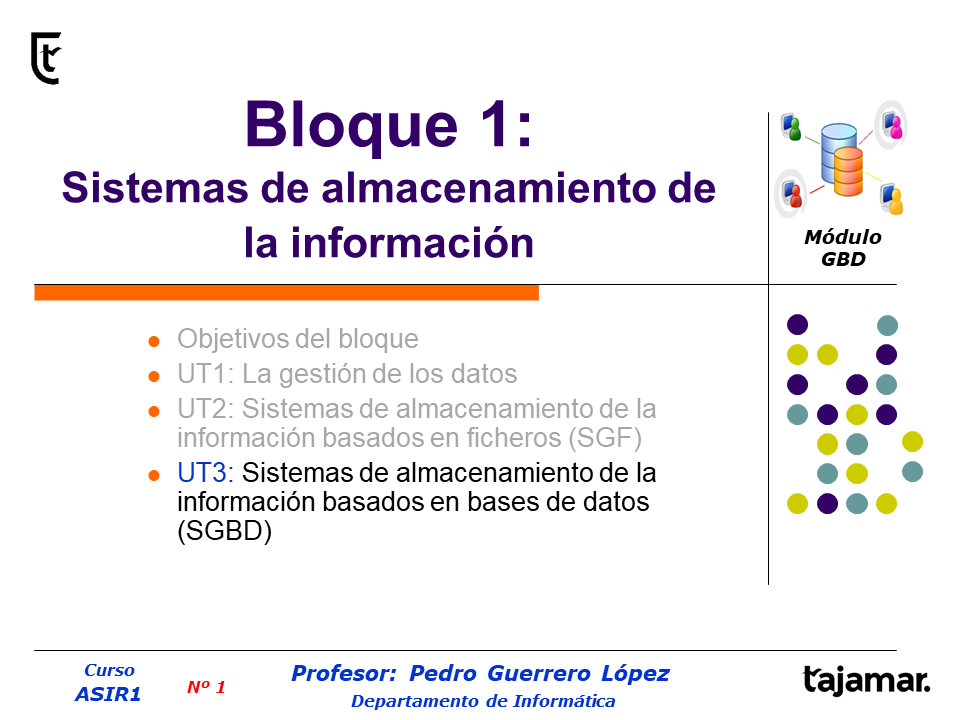 Bloque 1:
Sistemas de almacenamiento de
la información
Módulo
GBD
Objetivos del bloque
UT1: La gestión de los datos
UT2: Sistemas de almacenamiento de la
información basados en ficheros (SGF)
UT3: Sistemas de almacenamiento de la
información basados en bases de datos
(SGBD)
Curso
ASIR1
Nº 1
Profesor: Pedro Guerrero López
Departamento de Informática
tajamar.